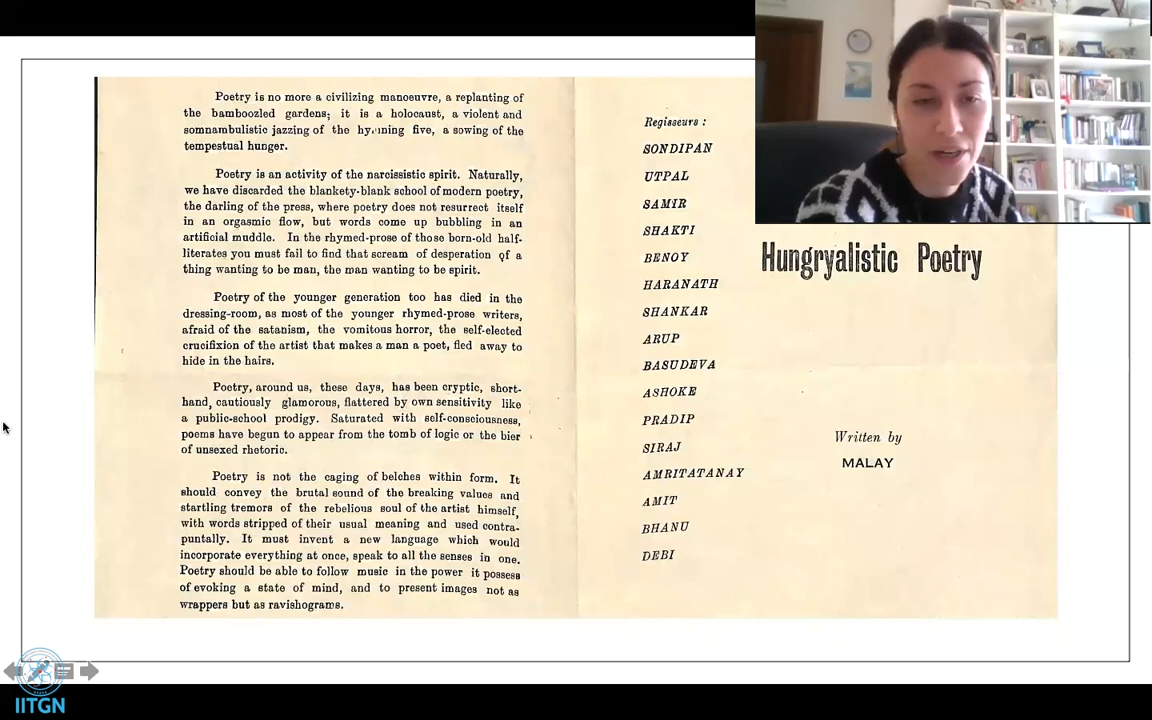 Poetry is no more a civilizing manoeuvre, a replanting of
the bamboozled gardens; it is a holocaust, a violent and
somnambulistic jazzing of the hymning five, a sowing of the
tempestual hunger.
Poetry is an activity of the narcissistic spirit. Naturally,
we have discarded the blankety-blank school of modern poetry,
the darling of the press, where poetry does not resurrect itself
in an orgasmic flow, but words come up bubbling in an
artificial muddle. In the rhymed-prose of those born-old half-
literates you must fail to find that scream of desperation of a
thing wanting to be man, the man wanting to be spirit.
Poetry of the younger generation too has died in the
dressing-room, as most of the younger rhymed-prose writers,
afraid of the satanism, the vomitous horror, the self-elected
crucifixion of the artist that makes a man a poet, fled away to
hide in the hairs.
Poetry, around us, these days, has been cryptic, short-
hand, cautiously glamorous, flattered by own sensitivity like
a public-school prodigy. Saturated with self-consciousness,
poems have begun to appear from the tomb of logic or the bier
of unsexed rhetoric.
Poetry is not the caging of belches within form. It
should convey the brutal sound of the breaking values and
startling tremors of the rebelious soul of the artist himself,
with words stripped of their usual meaning and used contra-
puntally. It must invent a new language which would
incorporate everything at once, speak to all the senses in one.
Poetry should be able to follow music in the power it possess
of evoking a state of mind, and to present images not as
wrappers but as ravishograms.
Regisseurs :
SONDIPAN
UTPAL
SAMIR
SHAKTI
BENOY
HARANATH
SHANKAR
ARUP
BASUDEVA
ASHOKE
PRADIP
SIRAJ
AMRITATANAY
AMIT
BHANU
DEBI
Hungryalistic Poetry
Written by
MALAY
IITGN